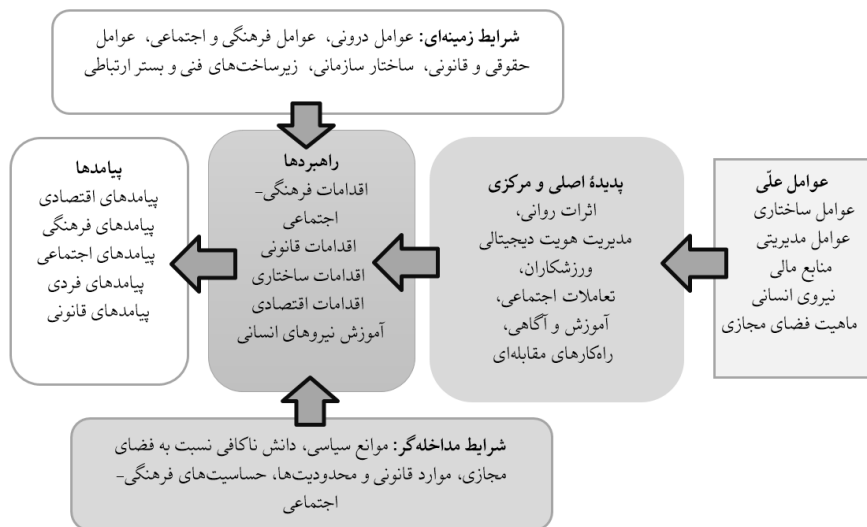 شرایط زمینه‌ای: عوامل درونی، عوامل فرهنگی و اجتماعی، عوامل
حقوقی و قانونی، ساختار سازمانی، زیرساخت‌های فنی و بستر ارتباطی
عوامل علّی
عوامل ساختاری
عوامل مدیریتی
منابع مالی
نیروی انسانی
ماهیت فضای مجازی
پدیدهٔ اصلی و مرکزی
اثرات روانی،
مدیریت هویت دیجیتالی
ورزشکاران،
تعاملات اجتماعی،
آموزش و آگاهی،
راه‌کارهای مقابله‌ای
راهبردها
اقدامات فرهنگی-
اجتماعی
اقدامات قانونی
اقدامات ساختاری
اقدامات اقتصادی
آموزش نیروهای انسانی
پیامدها
پیامدهای اقتصادی
پیامدهای فرهنگی
پیامدهای اجتماعی
پیامدهای فردی
پیامدهای قانونی
شرایط مداخله‌گر: موانع سیاسی، دانش ناکافی نسبت به فضای
مجازی، موارد قانونی و محدودیت‌ها، حساسیت‌های فرهنگی-
اجتماعی